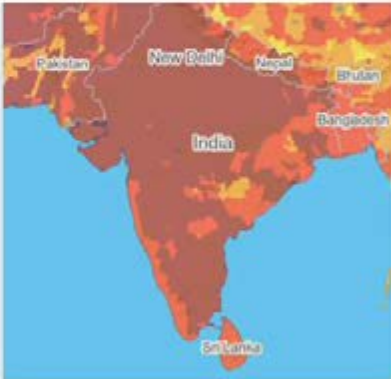 New Delhi
Pakistan
Nepal
Bhutan
Bangladesh
India
Sri Lanka